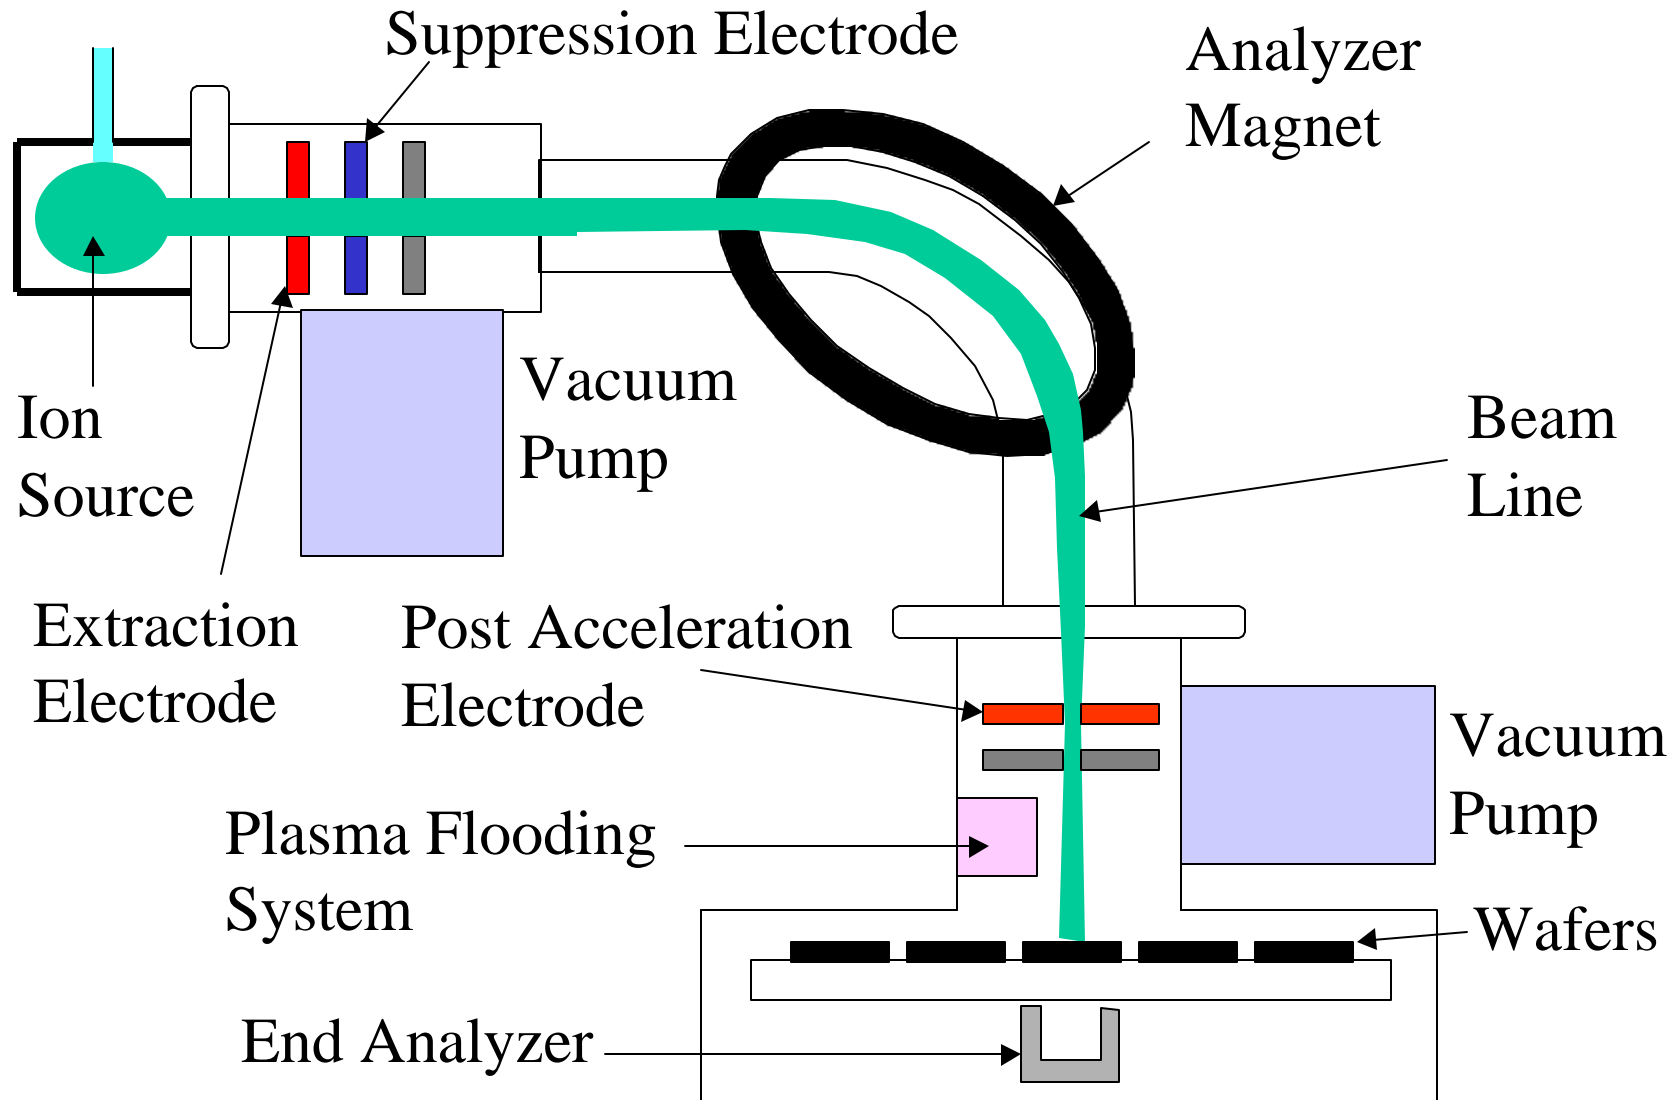 Suppression Electrode
Analyzer
Magnet
Ion
Source
Vacuum
Pump
Beam
Line
Extraction
Electrode
Post Acceleration
Electrode
Vacuum
Pump
Plasma Flooding
System
Wafers
End Analyzer